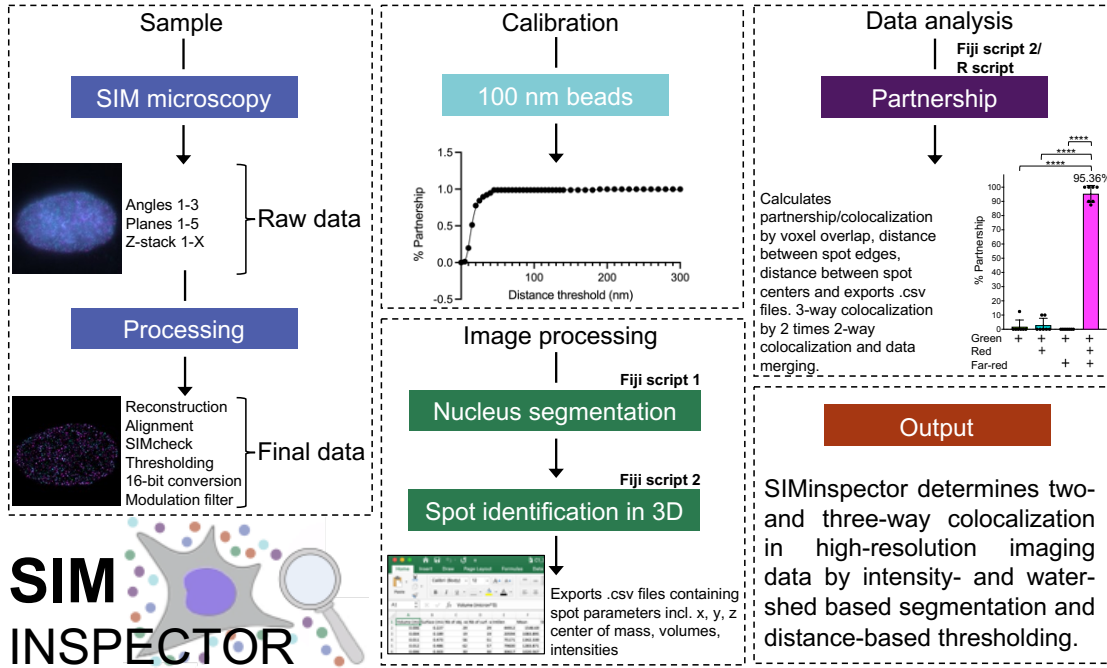 Sample
SIM microscopy
Angles 1-3
Planes 1-5
Z-stack 1-X
Raw data
Processing
Reconstruction
Alignment
SIMcheck
Thresholding
16-bit conversion
Modulation filter
Final data
SIM
INSPECTOR
Calibration
100 nm beads
% Partnership
1.5
1.0
0.5
0.0
-0.5
100
200
300
Distance threshold (nm)
Image processing
Fiji script 1
Nucleus segmentation
Fiji script 2
Spot identification in 3D
Exports .csv files containing
spot parameters incl. x, y, z
center of mass, volumes,
intensities
Data analysis
Fiji script 2/
R script
Partnership
Calculates
partnership/colocalization
by voxel overlap, distance
between spot edges,
distance between spot
centers and exports .csv
files. 3-way colocalization
by 2 times 2-way
colocalization and data
merging.
****
****
****
95.36%
% Partnership
100
90
80
70
60
50
40
30
20
10
0
Green + + + +
Red + +
Far-red + +
Output
SIMinspector determines two-
and three-way colocalization
in high-resolution imaging
data by intensity- and water-
shed based segmentation and
distance-based thresholding.